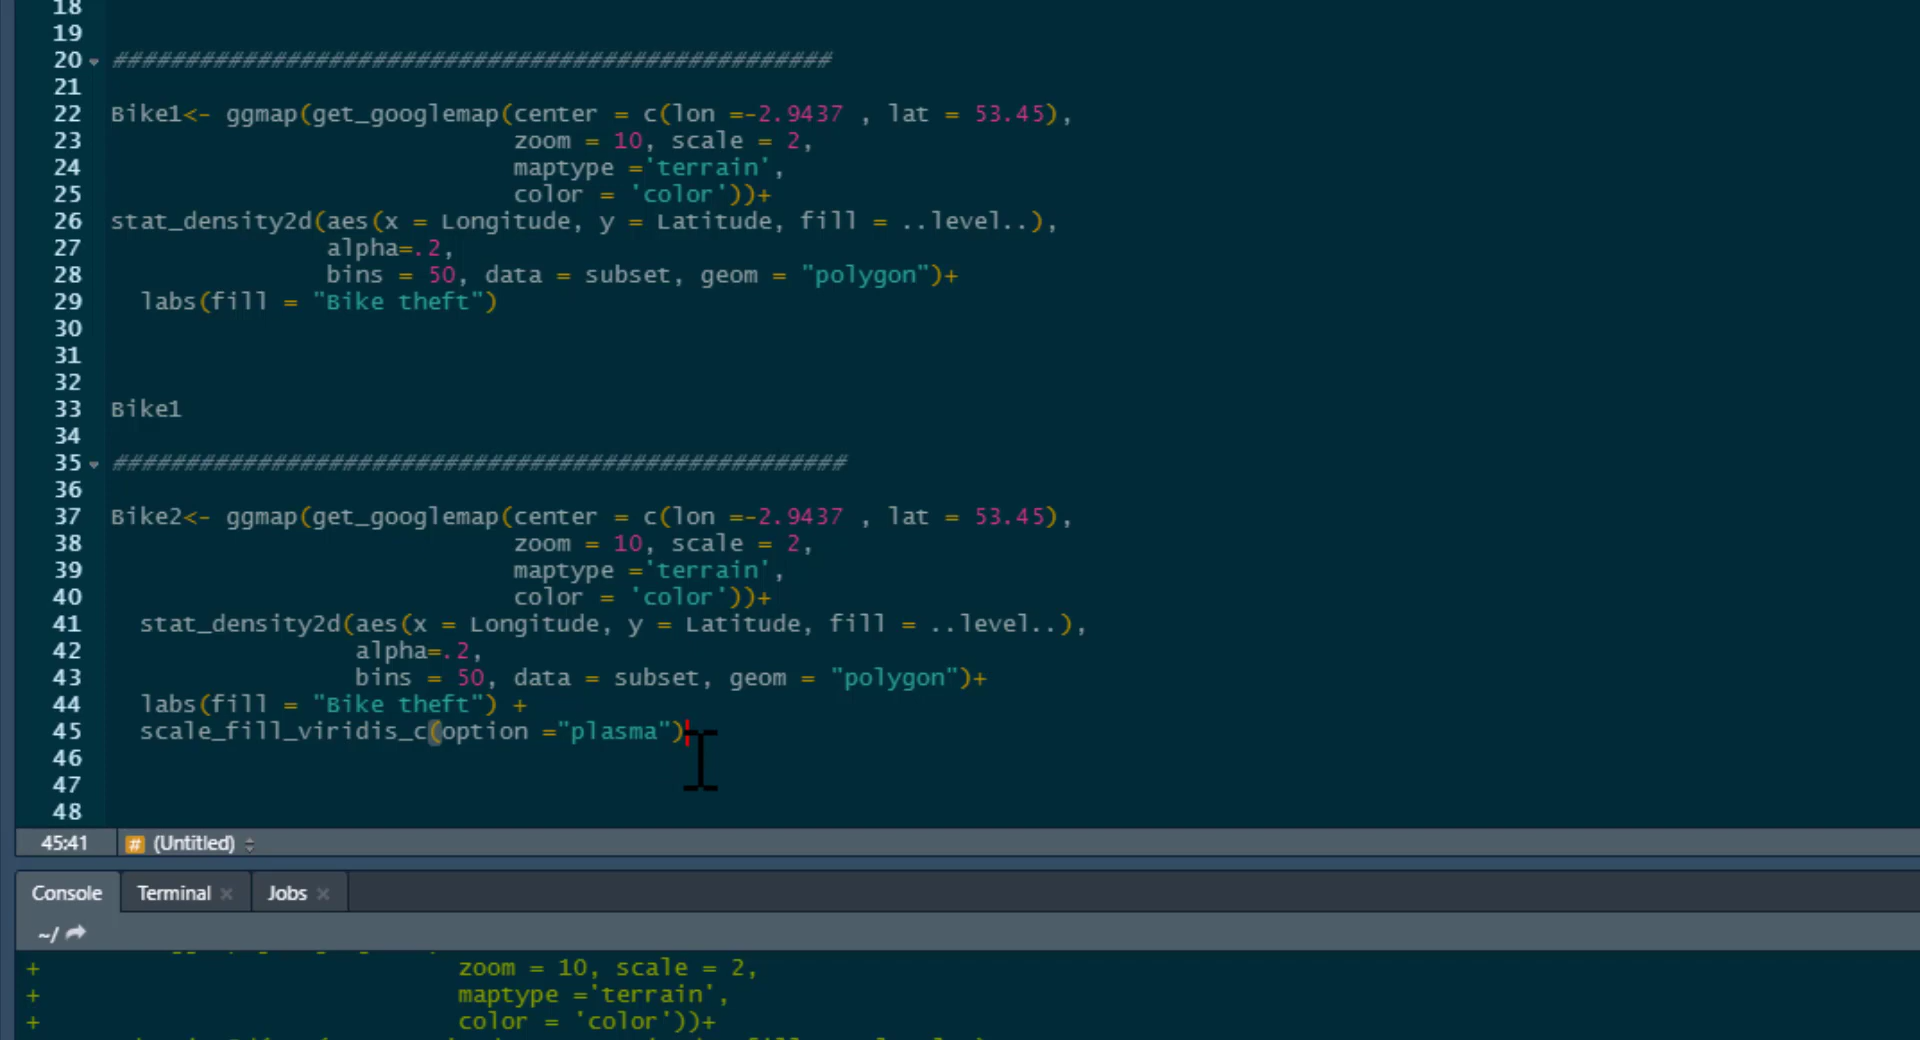 18
19
20 ##################################################
21
22 Bike1<- ggmap(get_googlemap(center = c(lon =-2.9437 , lat = 53.45),
23 zoom = 10, scale = 2,
24 maptype ='terrain',
25 color = 'color'))+
26 stat_density2d(aes(x = Longitude, y = Latitude, fill = ..level..),
27 alpha=.2,
28 bins = 50, data = subset, geom = "polygon")+
29 labs(fill = "Bike theft")
30
31
32
33 Bike1
34
35 ###################################################
36
37 Bike2<- ggmap(get_googlemap(center = c(lon =-2.9437 , lat = 53.45),
38 zoom = 10, scale = 2,
39 maptype ='terrain',
40 color = 'color'))+
41 stat_density2d(aes(x = Longitude, y = Latitude, fill = ..level..),
42 alpha=.2,
43 bins = 50, data = subset, geom = "polygon")+
44 labs(fill = "Bike theft") +
45 scale_fill_viridis_c(option ="plasma")
46
47
48
45:41 # (Untitled)
Console Terminal Jobs
~/
+ zoom = 10, scale = 2,
+ maptype ='terrain',
+ color = 'color'))+